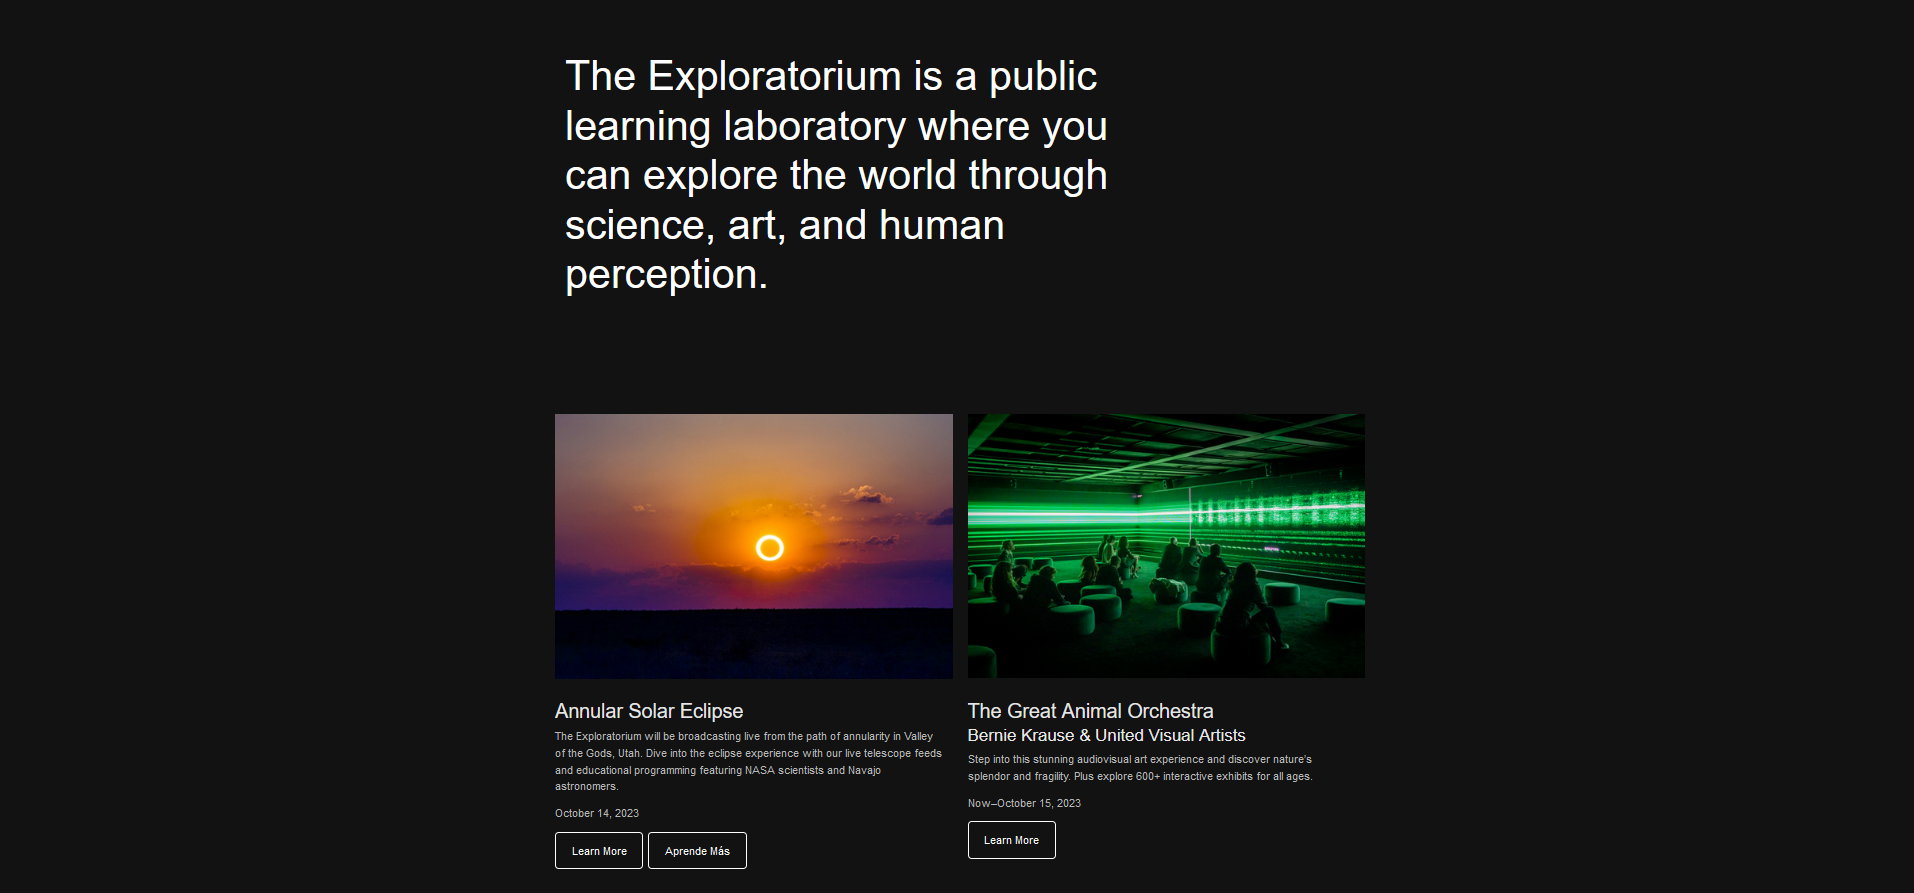 The Exploratorium is a public
learning laboratory where you
can explore the world through
science, art, and human
perception.
Annular Solar Eclipse
The Exploratorium will be broadcasting live from the path of annularity in Valley
of the Gods, Utah. Dive into the eclipse experience with our live telescope feeds
and educational programming featuring NASA scientists and Navajo
astronomers.
October 14, 2023
Learn More
Aprende Más
The Great Animal Orchestra
Bernie Krause & United Visual Artists
Step into this stunning audiovisual art experience and discover nature's
splendor and fragility. Plus explore 600+ interactive exhibits for all ages.
Now–October 15, 2023
Learn More